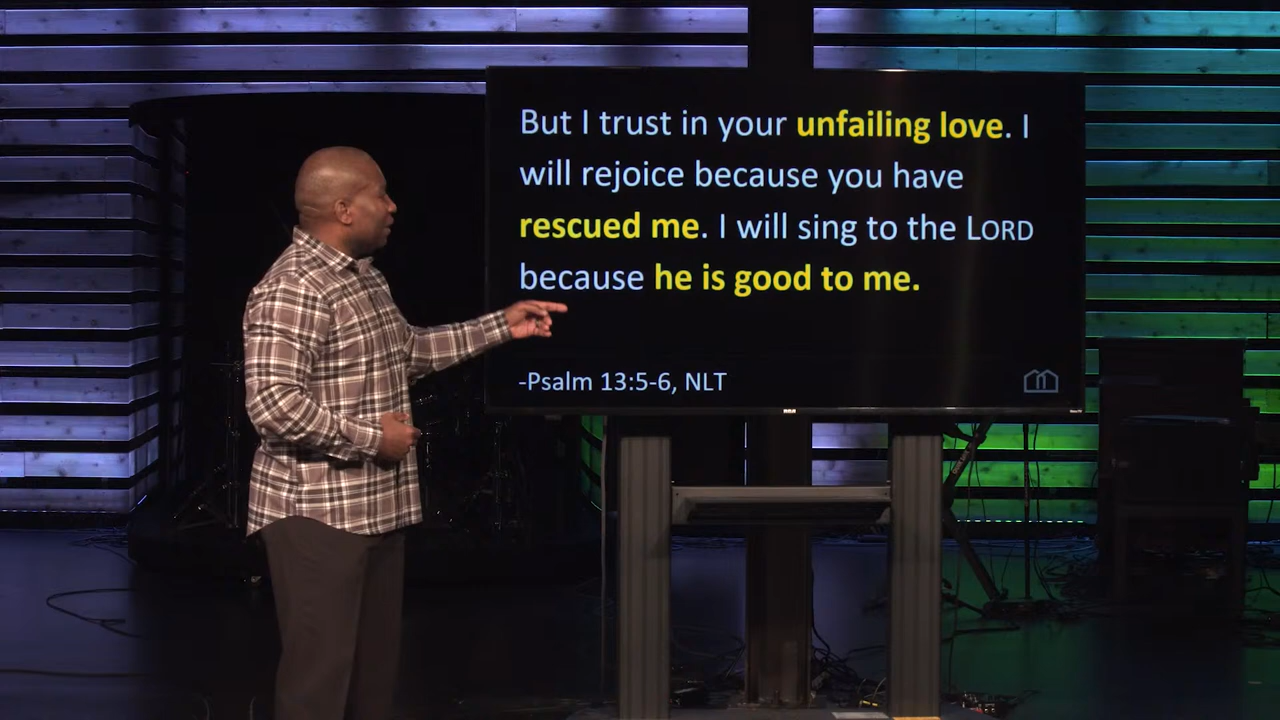 But I trust in your unfailing love. I
will rejoice because you have
rescued me. I will sing to the LORD
because he is good to me.
-Psalm 13:5-6, NLT
RCA